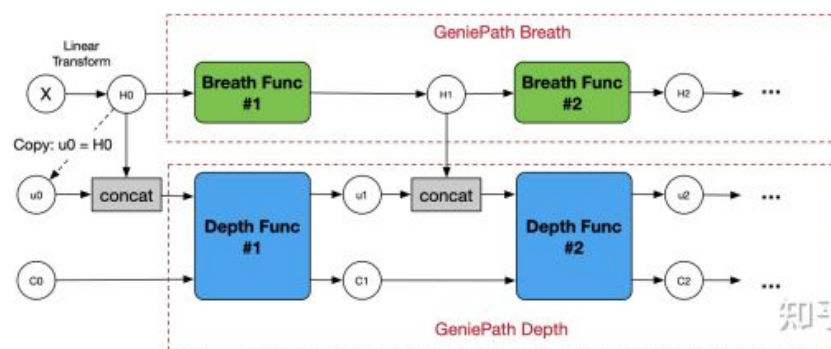 GeniePath Breath
Linear
Transform
X
H0
Breath Func
#1
H1
Breath Func
#2
H2
...
Copy: u0 = H0
u0
concat
Depth Func
#1
u1
concat
Depth Func
#2
u2
...
C0
C1
C2
...
GeniePath Depth
知乎